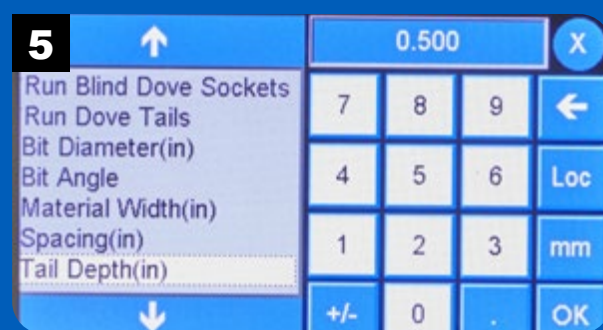 5
0.500
X
Run Blind Dove Sockets
Run Dove Tails
Bit Diameter(in)
Bit Angle
Material Width(in)
Spacing(in)
Tail Depth(in)
7 8 9
4 5 6 Loc
1 2 3 mm
+/- 0 . OK